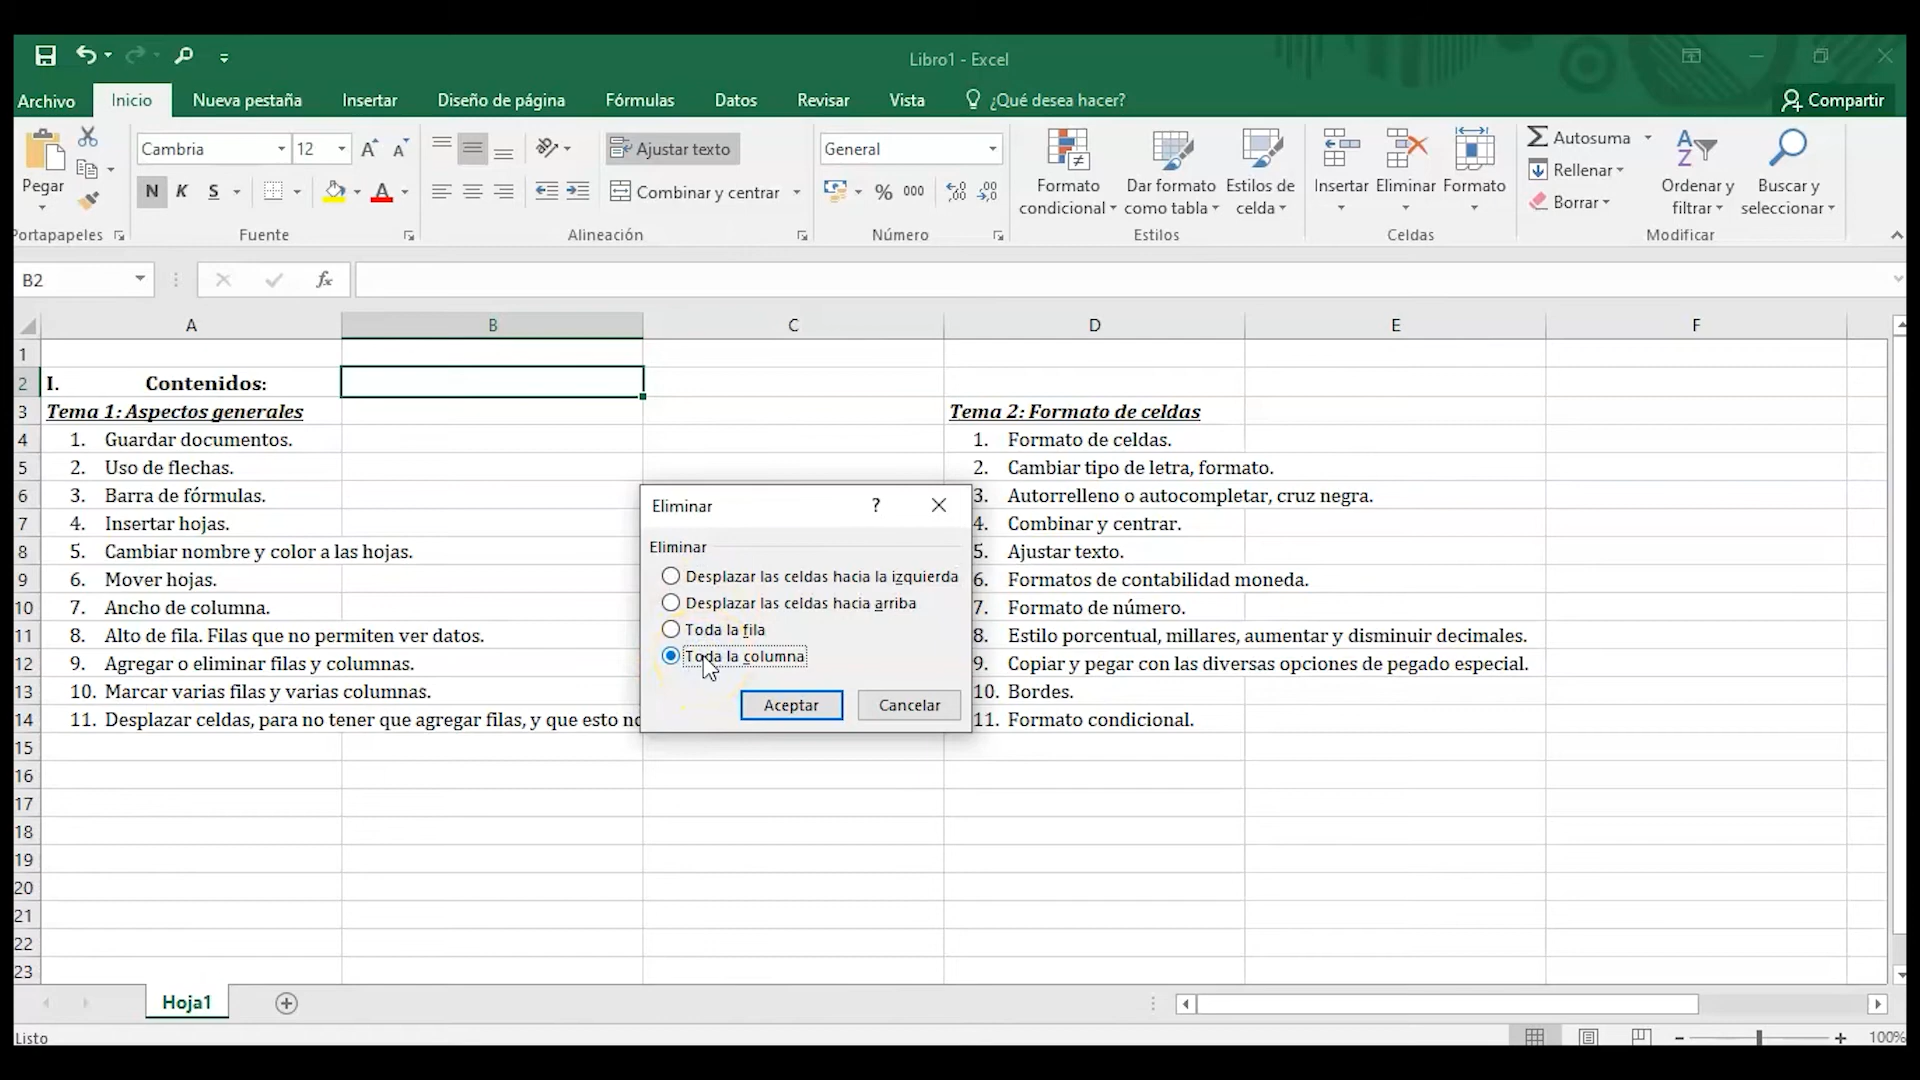 Libro1 - Excel
Archivo Inicio Nueva pestaña Insertar Diseño de página Fórmulas Datos Revisar Vista ¿Qué desea hacer? Compartir
Pegar
Portapapeles
Cambria 12
N K S
Fuente
Ajustar texto
Combinar y centrar
Alineación
General
% 000
Número
Formato condicional
Dar formato como tabla
Estilos de celda
Estilos
Insertar Eliminar Formato
Celdas
Autosuma
Rellenar
Borrar
Ordenar y filtrar
Buscar y seleccionar
Modificar
B2 fx
A B C D E F
1
2 I. Contenidos:
3 Tema 1: Aspectos generales Tema 2: Formato de celdas
4 1. Guardar documentos. 1. Formato de celdas.
5 2. Uso de flechas. 2. Cambiar tipo de letra, formato.
6 3. Barra de fórmulas. 3. Autorrelleno o autocompletar, cruz negra.
7 4. Insertar hojas. 4. Combinar y centrar.
8 5. Cambiar nombre y color a las hojas. 5. Ajustar texto.
9 6. Mover hojas. 6. Formatos de contabilidad moneda.
10 7. Ancho de columna. 7. Formato de número.
11 8. Alto de fila. Filas que no permiten ver datos. 8. Estilo porcentual, millares, aumentar y disminuir decimales.
12 9. Agregar o eliminar filas y columnas. 9. Copiar y pegar con las diversas opciones de pegado especial.
13 10. Marcar varias filas y varias columnas. 10. Bordes.
14 11. Desplazar celdas, para no tener que agregar filas, y que esto no 11. Formato condicional.
15
16
17
18
19
20
21
22
23
Eliminar ?
Eliminar
Desplazar las celdas hacia la izquierda
Desplazar las celdas hacia arriba
Toda la fila
Toda la columna
Aceptar Cancelar
Hoja1
Listo 100%